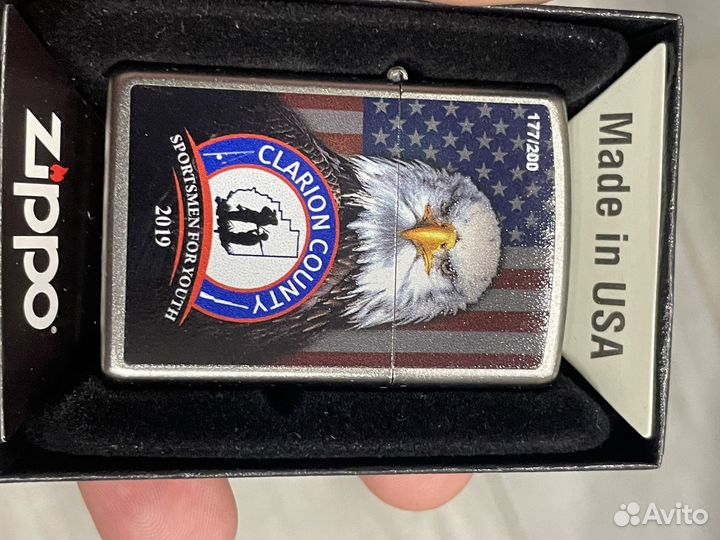 Zippo
177/200
CLARION COUNTY
SPORTSMEN FOR YOUTH
2019
Made in USA
Avito